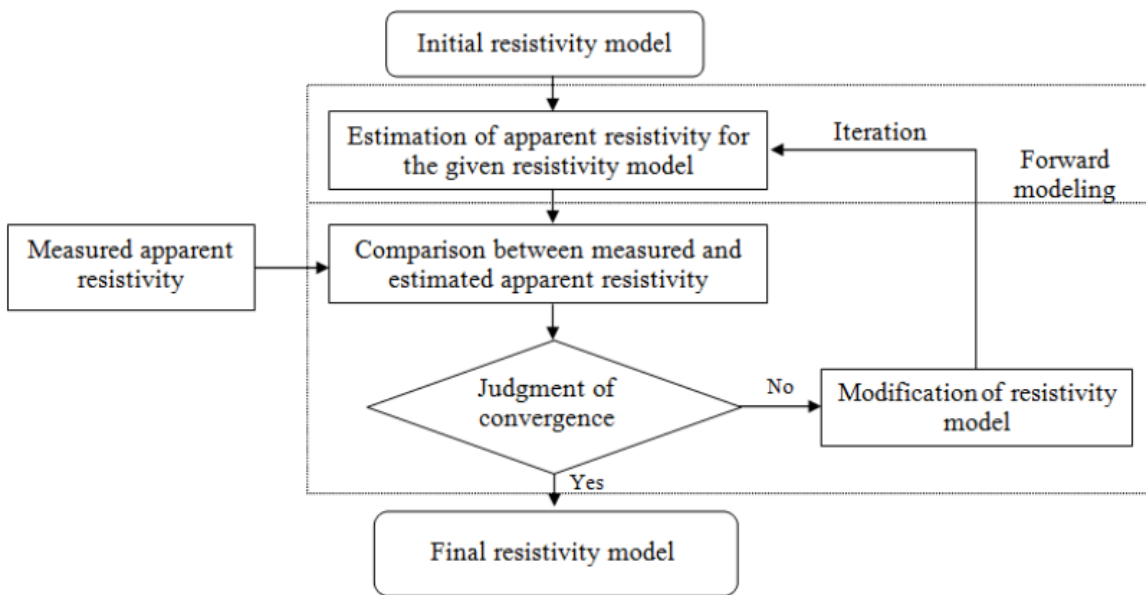 Initial resistivity model
Estimation of apparent resistivity for
the given resistivity model
Iteration
Forward
modeling
Measured apparent
resistivity
Comparison between measured and
estimated apparent resistivity
Judgment of
convergence
No
Modification of resistivity
model
Yes
Final resistivity model